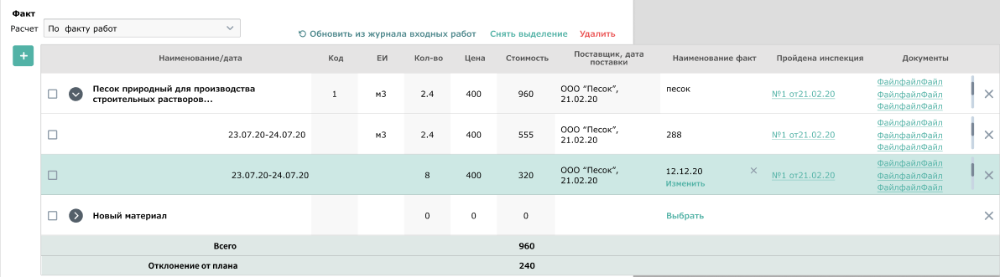 Факт
Расчет По факту работ
Обновить из журнала входных работ Снять выделение Удалить
+ Наименование/дата Код ЕИ Кол-во Цена Стоимость Поставщик, дата поставки Наименование факт Пройдена инспекция Документы
Песок природный для производства строительных растворов... 1 м3 2.4 400 960 ООО “Песок”, 21.02.20 песок №1 от21.02.20 ФайлфайлФайл
ФайлфайлФайл
ФайлфайлФайл
23.07.20-24.07.20 м3 2.4 400 555 ООО “Песок”, 21.02.20 288 №1 от21.02.20 ФайлфайлФайл
ФайлфайлФайл
ФайлфайлФайл
23.07.20-24.07.20 8 400 320 ООО “Песок”, 21.02.20 12.12.20 Изменить №1 от21.02.20 ФайлфайлФайл
ФайлфайлФайл
ФайлфайлФайл
Новый материал 0 0 0 Выбрать
Всего 960
Отклонение от плана 240